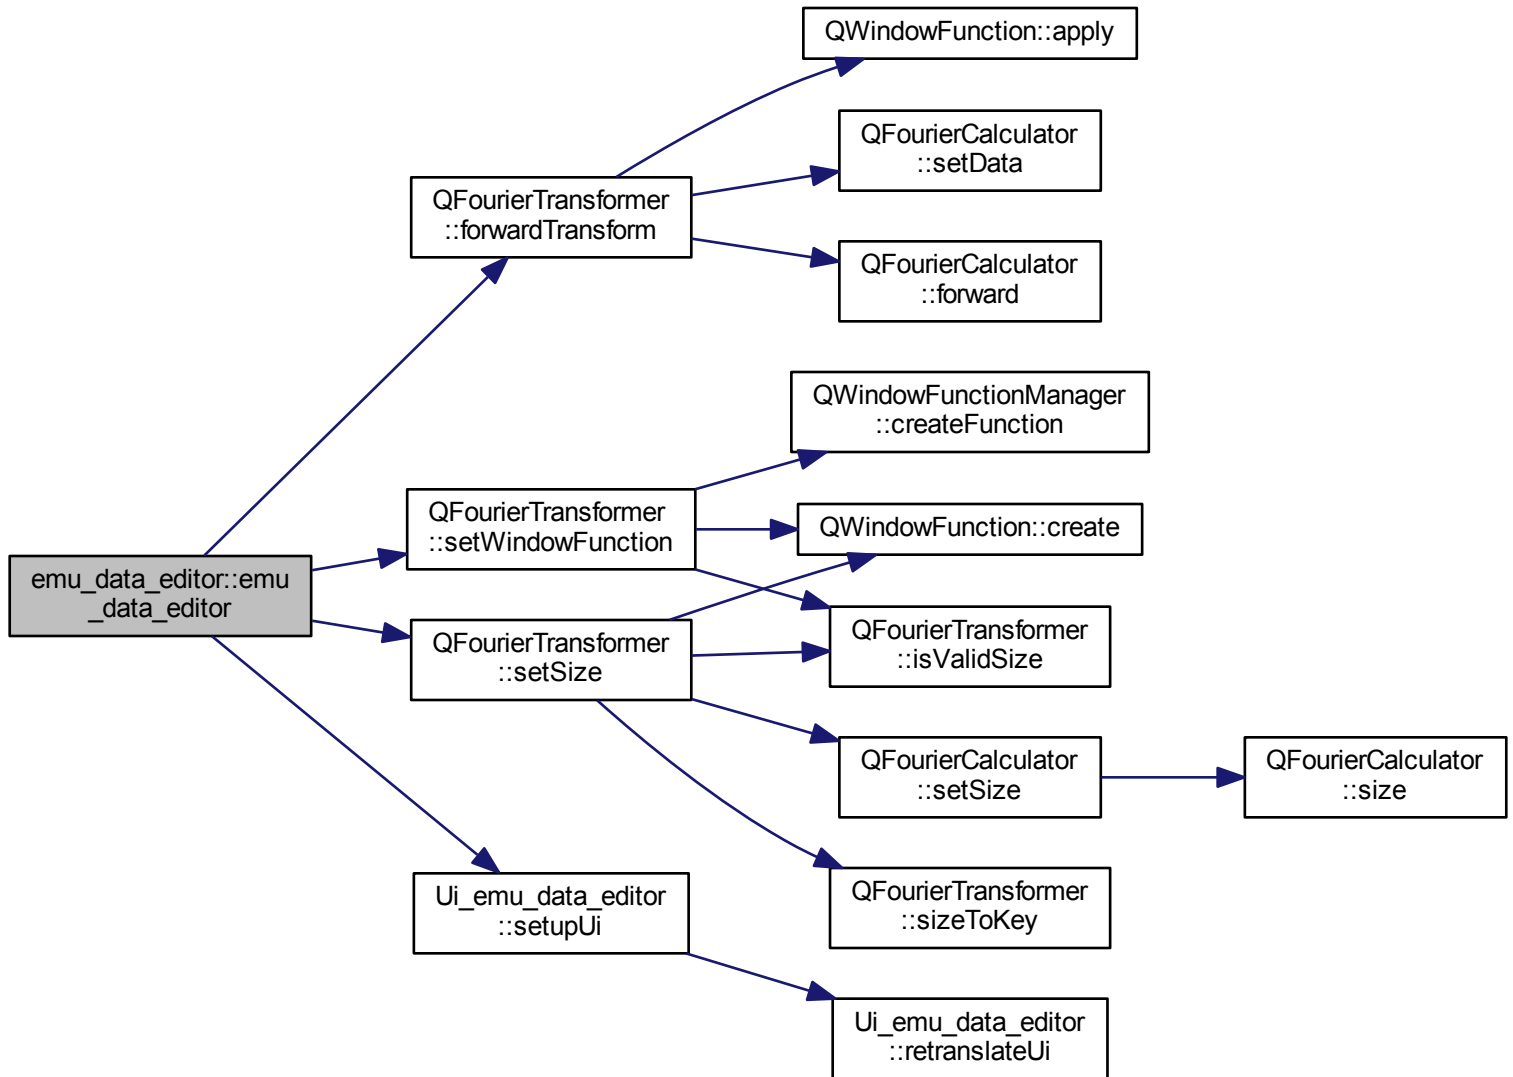 QWindowFunction::apply
QFourierCalculator
::setData
QFourierTransformer
::forwardTransform
QFourierCalculator
::forward
QWindowFunctionManager
::createFunction
QFourierTransformer
::setWindowFunction
QWindowFunction::create
emu_data_editor::emu
_data_editor
QFourierTransformer
::setSize
QFourierTransformer
::isValidSize
QFourierCalculator
::setSize
QFourierCalculator
::size
Ui_emu_data_editor
::setupUi
QFourierTransformer
::sizeToKey
Ui_emu_data_editor
::retranslateUi